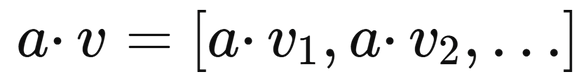 a· v = [a· v₁, a· v₂, ...]